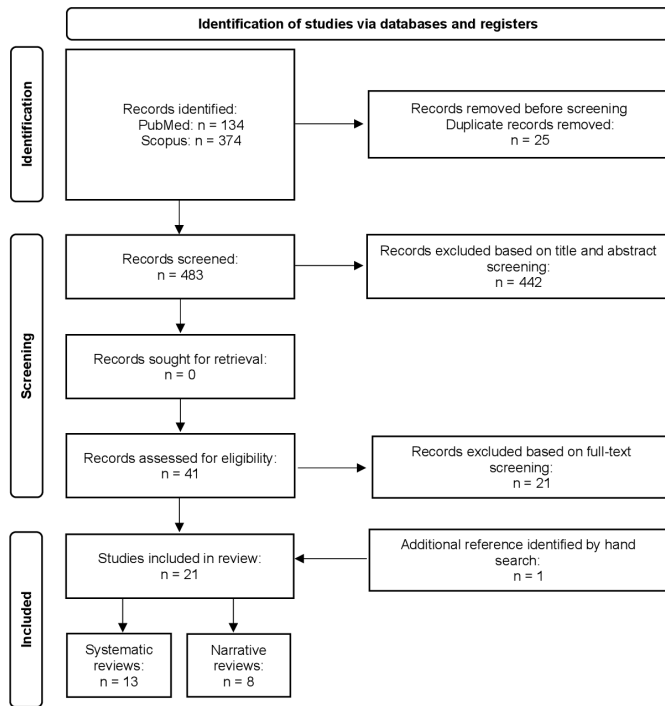 Identification of studies via databases and registers
Identification
Records identified:
PubMed: n = 134
Scopus: n = 374
Records removed before screening
Duplicate records removed:
n = 25
Screening
Records screened:
n = 483
Records excluded based on title and abstract
screening:
n = 442
Records sought for retrieval:
n = 0
Records assessed for eligibility:
n = 41
Records excluded based on full-text
screening:
n = 21
Included
Studies included in review:
n = 21
Additional reference identified by hand
search:
n = 1
Systematic
reviews:
n = 13
Narrative
reviews:
n = 8